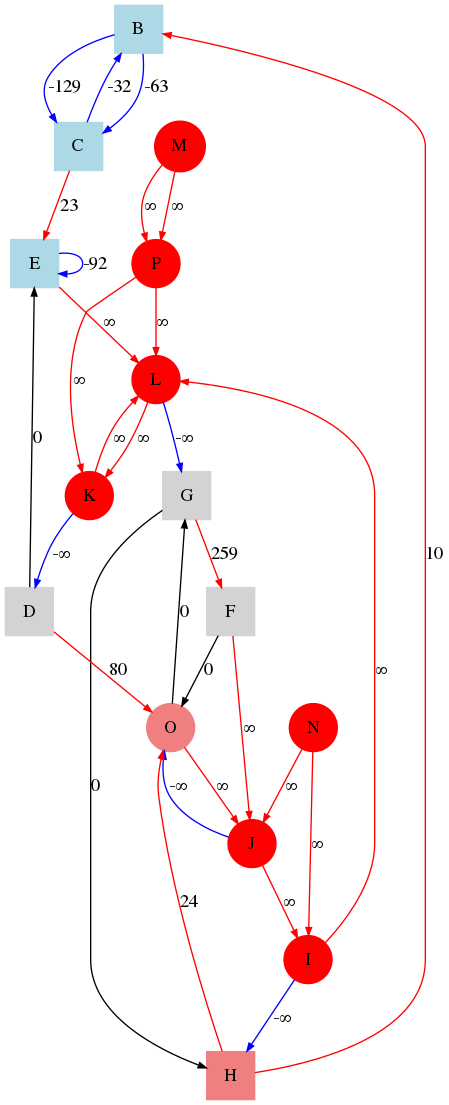 B
-129 -32 -63
C M
23 ∞ ∞
E -92 P
∞ ∞
∞ L
0 ∞ ∞ -∞
K G
-∞ 259 10
D F
80 0 0
O N
∞ ∞
0 -∞ ∞ ∞
J ∞
24 ∞
I
-∞
H